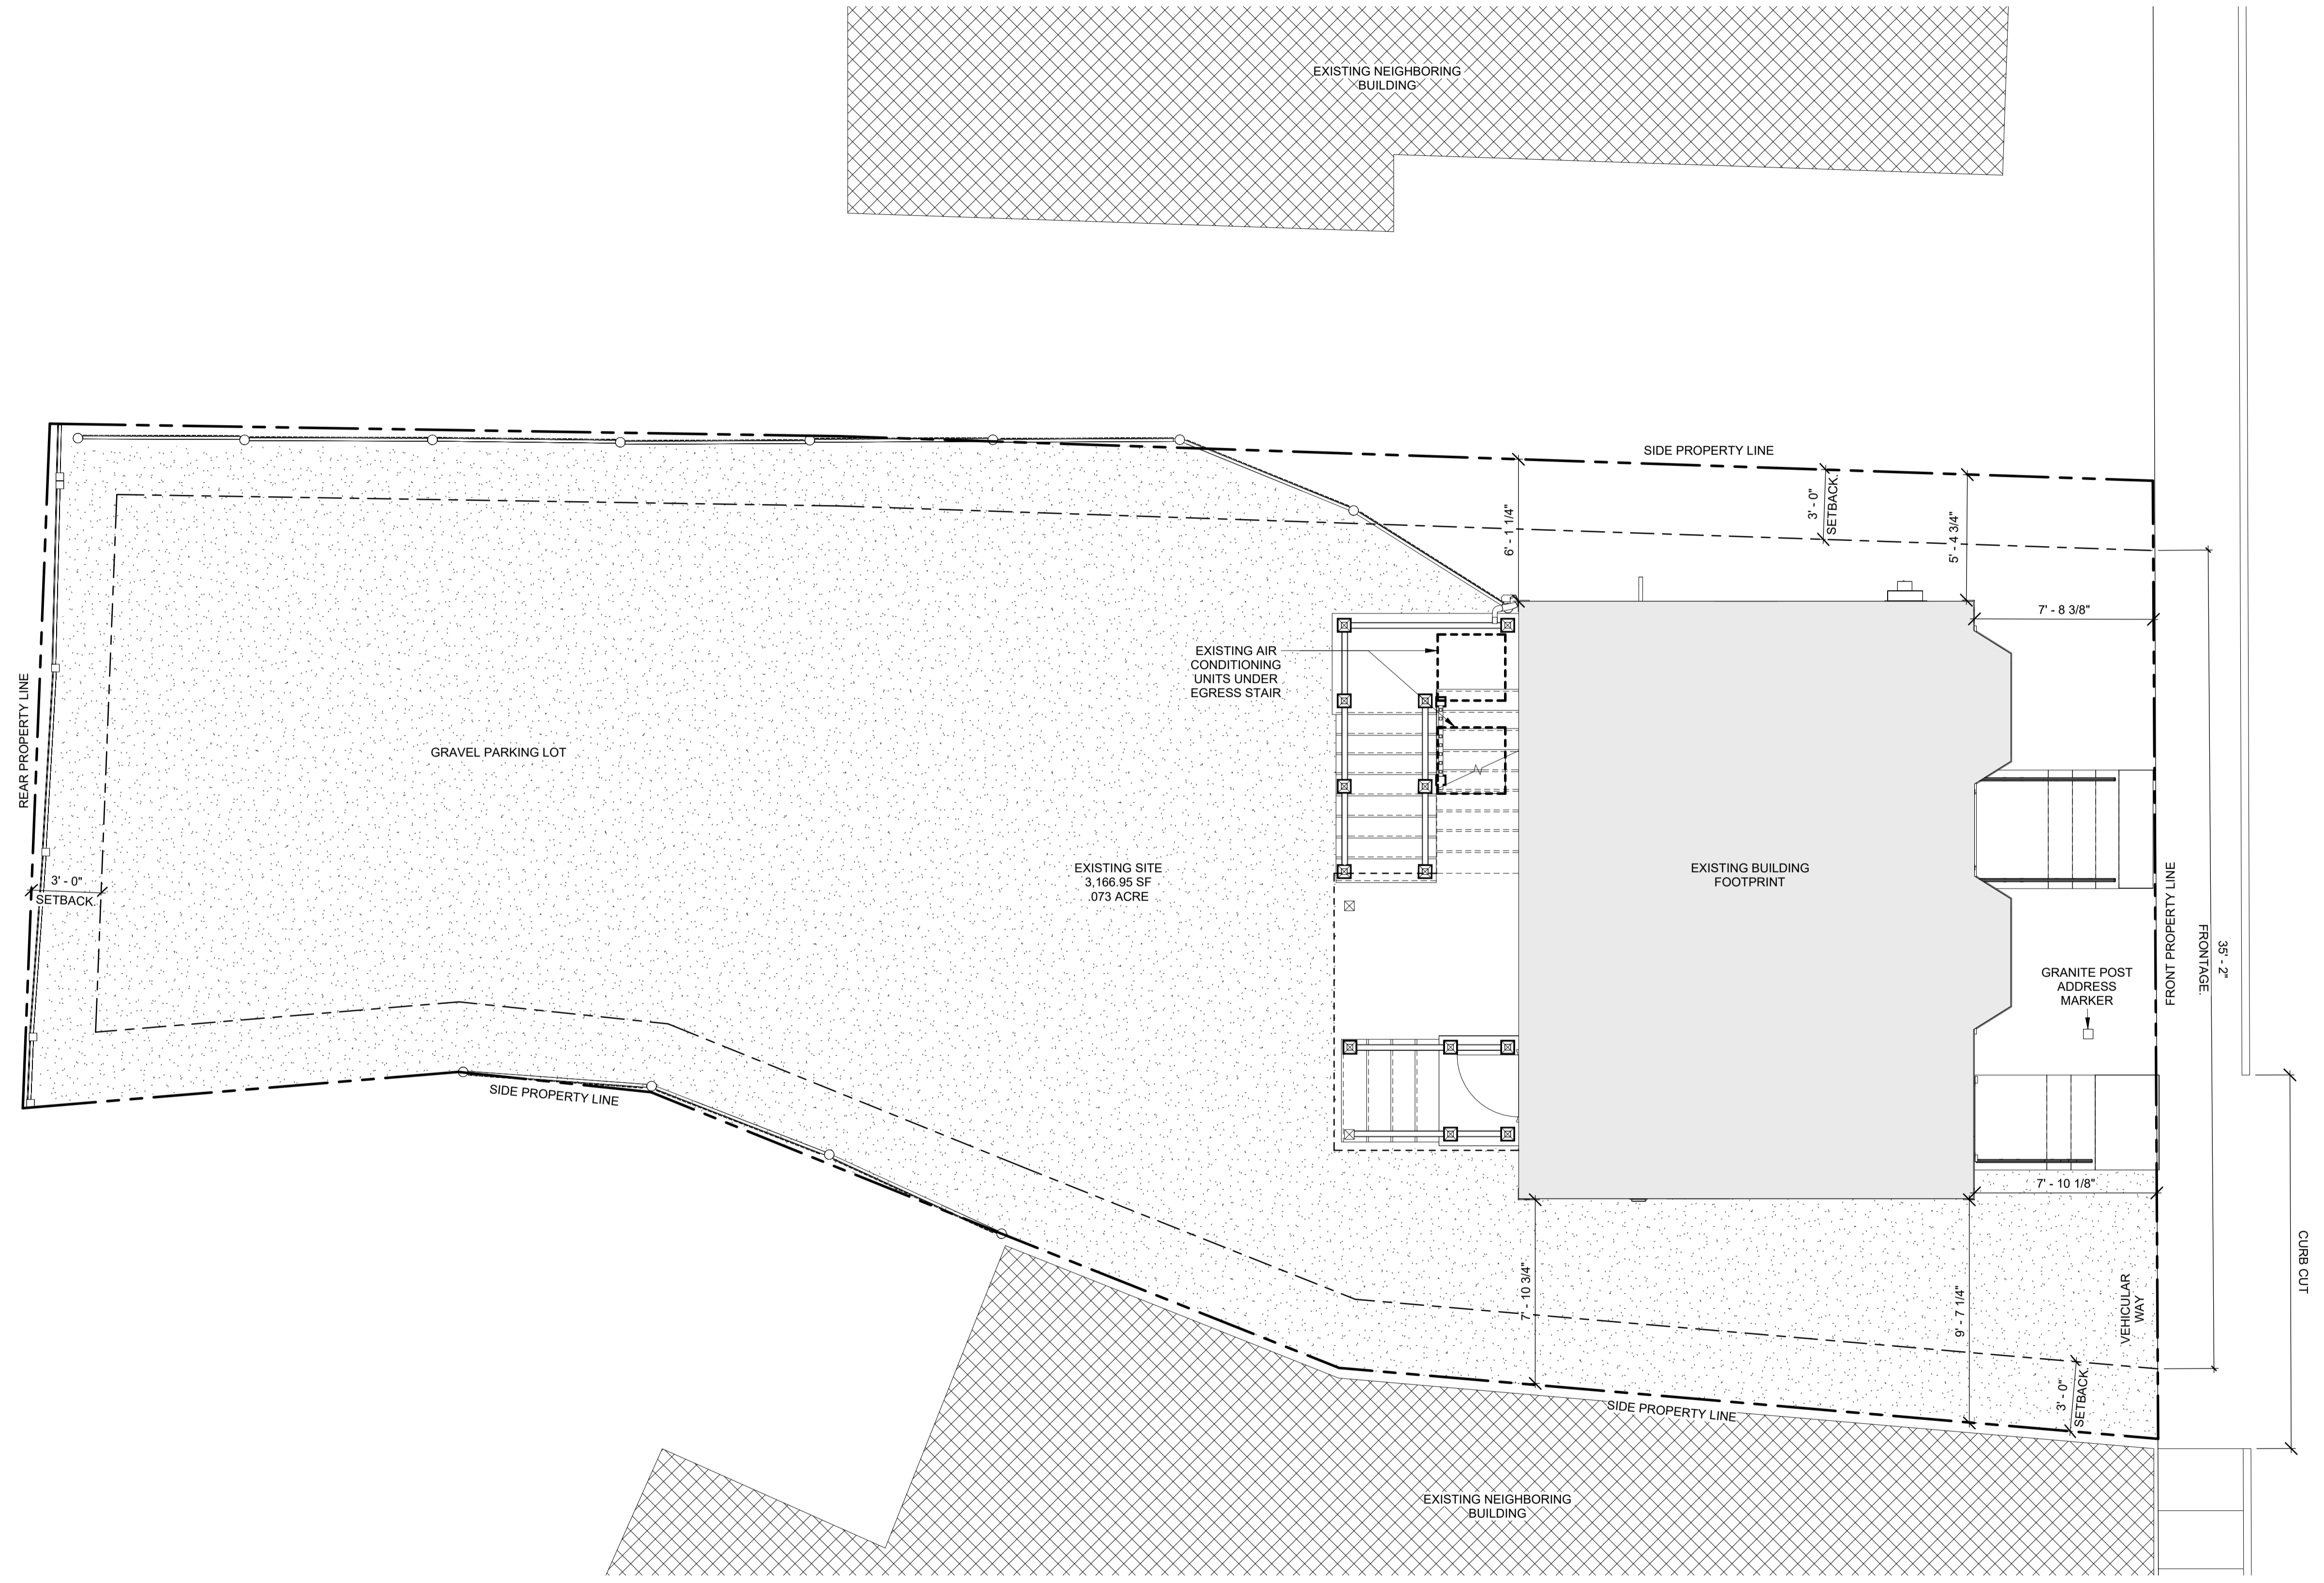 EXISTING NEIGHBORING
BUILDING
SIDE PROPERTY LINE
3' - 0"
SETBACK.
6' - 1 1/4"
5' - 4 3/4"
7' - 8 3/8"
EXISTING AIR
CONDITIONING
UNITS UNDER
EGRESS STAIR
REAR PROPERTY LINE
GRAVEL PARKING LOT
3' - 0"
SETBACK.
EXISTING SITE
3,166.95 SF
.073 ACRE
EXISTING BUILDING
FOOTPRINT
FRONT PROPERTY LINE
35' - 2"
FRONTAGE.
GRANITE POST
ADDRESS
MARKER
SIDE PROPERTY LINE
7' - 10 1/8"
7' - 10 3/4"
9' - 7 1/4"
VEHICULAR
WAY
CURB CUT
3' - 0"
SETBACK.
SIDE PROPERTY LINE
EXISTING NEIGHBORING
BUILDING